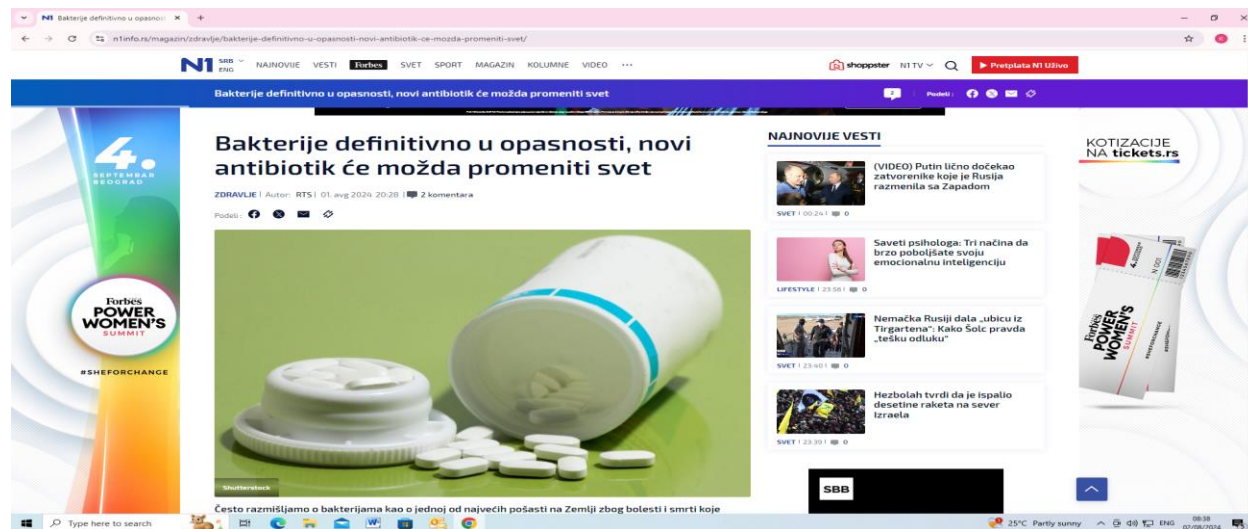 N1 Bakterije definitivno u opasnosti
n1info.rs/magazin/zdravlje/bakterije-definitivno-u-opasnosti-novi-antibiotik-ce-mozda-promeniti-svet/
N1 SRB ENG NAJNOVIJE VESTI Forbes SVET SPORT MAGAZIN KOLUMNE VIDEO ... shoppster N1 TV Pretplata N1 Uživo
Bakterije definitivno u opasnosti, novi antibiotik će možda promeniti svet 2 Podeli:
4.
SEPTEMBAR
BEOGRAD
Forbes
POWER
WOMEN'S
SUMMIT
#SHEFORCHANGE
Bakterije definitivno u opasnosti, novi
antibiotik će možda promeniti svet
ZDRAVLJE | Autor: RTS | 01. avg 2024 20:28 | 2 komentara
Podeli:
Shutterstock
Često razmišljamo o bakterijama kao o jednoj od najvećih pošasti na Zemlji zbog bolesti i smrti koje
NAJNOVIJE VESTI
(VIDEO) Putin lično dočekao
zatvorenike koje je Rusija
razmenila sa Zapadom
SVET | 00:24 | 0
Saveti psihologa: Tri načina da
brzo poboljšate svoju
emocionalnu inteligenciju
LIFESTYLE | 23:56 | 0
Nemačka Rusiji dala „ubicu iz
Tirgartena“: Kako Šolc pravda
„tešku odluku“
SVET | 23:40 | 0
Hezbolah tvrdi da je ispalio
desetine raketa na sever
Izraela
SVET | 23:39 | 0
SBB
KOTIZACIJE
NA tickets.rs
N 001
Forbes
POWER
WOMEN'S
SUMMIT
Type here to search
25°C Partly sunny ENG 08:38
02/08/2024